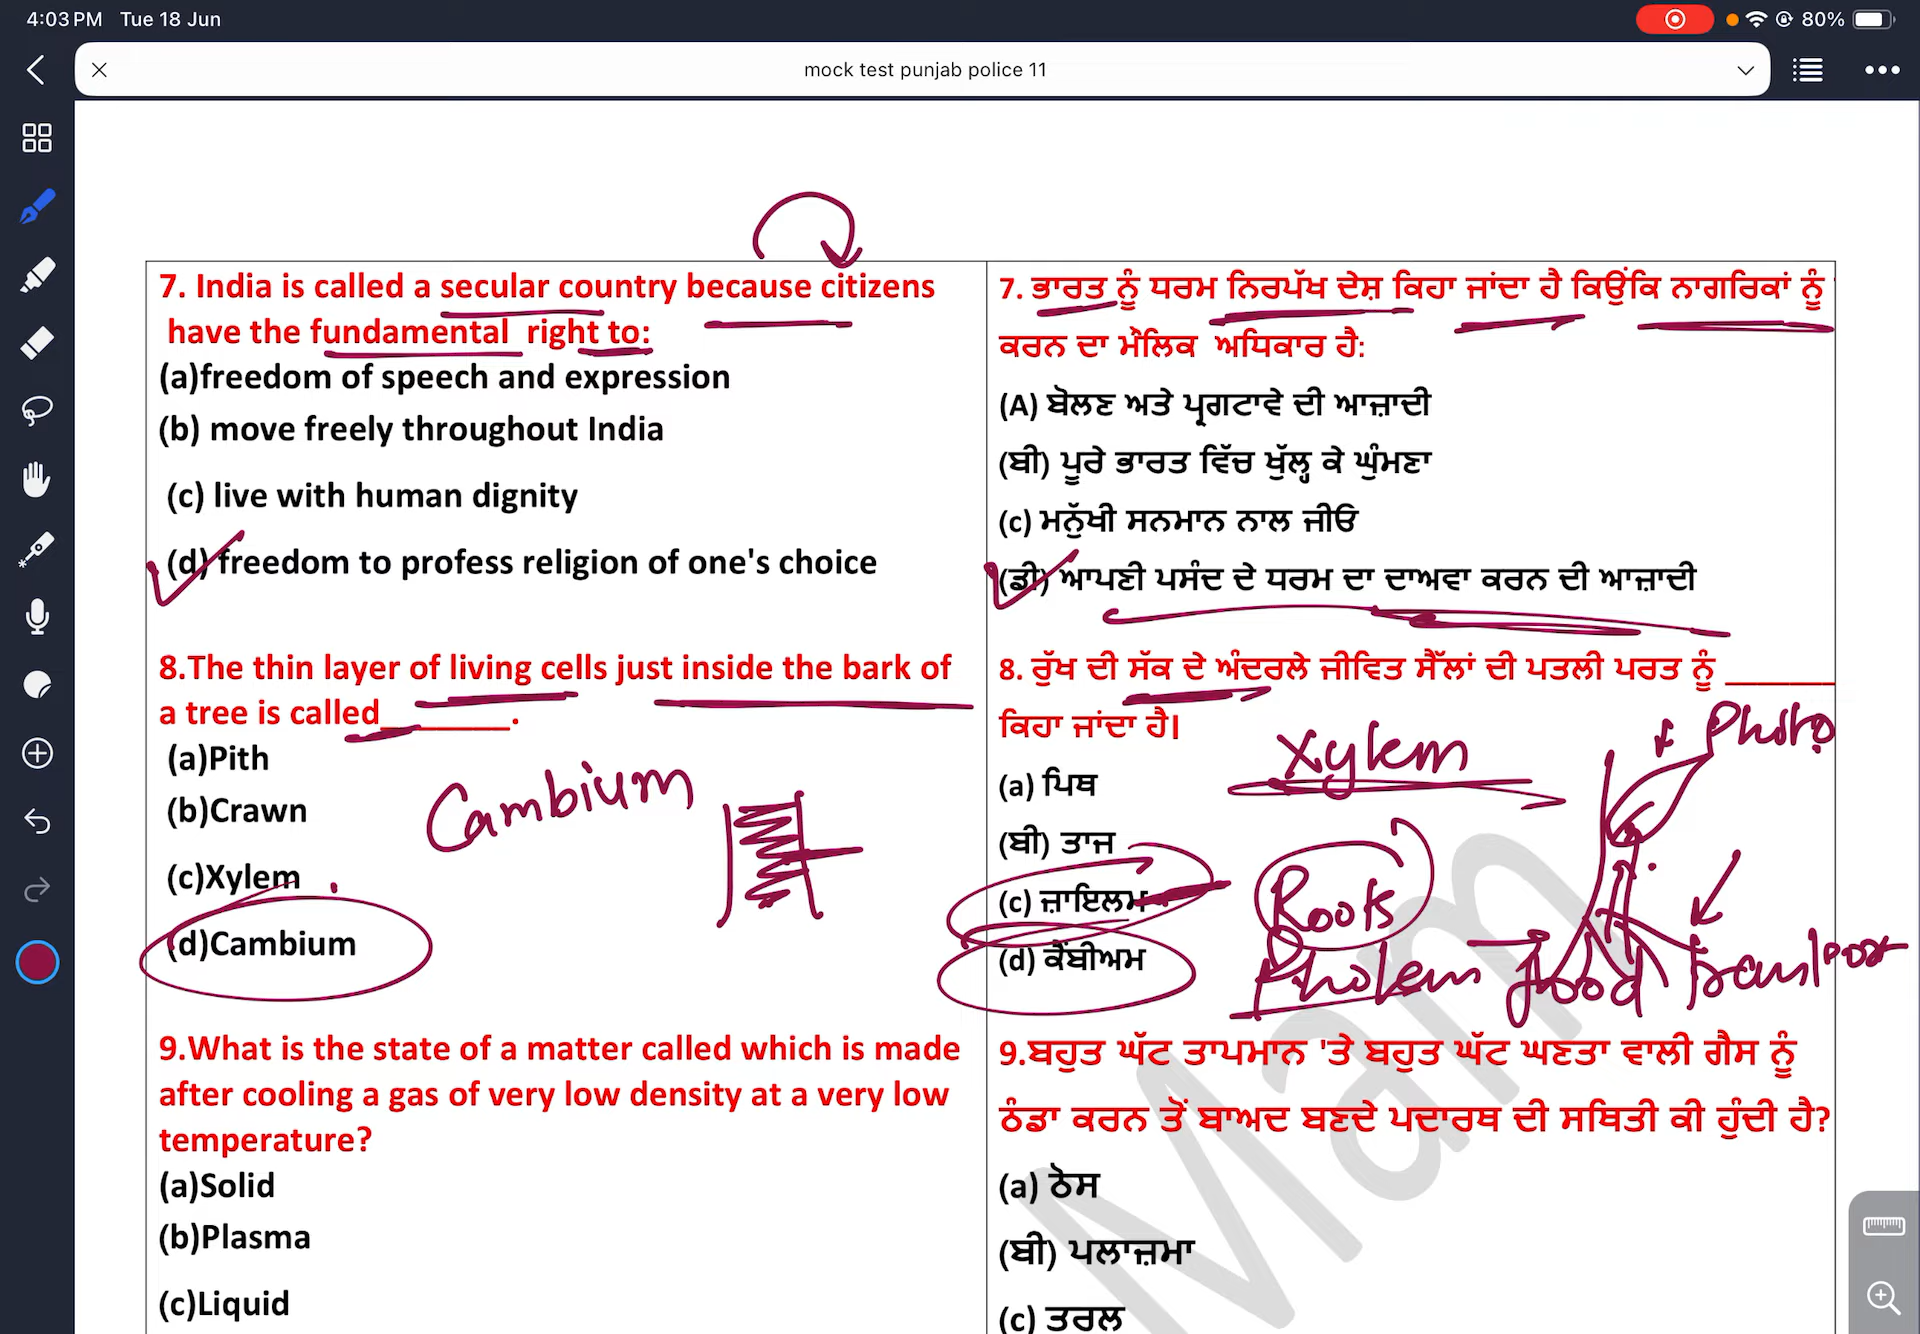 4:03 PM Tue 18 Jun
80%
mock test punjab police 11
7. India is called a secular country because citizens
have the fundamental right to:
(a)freedom of speech and expression
(b) move freely throughout India
(c) live with human dignity
(d) freedom to profess religion of one's choice
8.The thin layer of living cells just inside the bark of
a tree is called_______.
(a)Pith
(b)Crawn
(c)Xylem
(d)Cambium
Cambium
9.What is the state of a matter called which is made
after cooling a gas of very low density at a very low
temperature?
(a)Solid
(b)Plasma
(c)Liquid
7. ਭਾਰਤ ਨੂੰ ਧਰਮ ਨਿਰਪੱਖ ਦੇਸ਼ ਕਿਹਾ ਜਾਂਦਾ ਹੈ ਕਿਉਂਕਿ ਨਾਗਰਿਕਾਂ ਨੂੰ
ਕਰਨ ਦਾ ਮੌਲਿਕ ਅਧਿਕਾਰ ਹੈ:
(A) ਬੋਲਣ ਅਤੇ ਪ੍ਰਗਟਾਵੇ ਦੀ ਆਜ਼ਾਦੀ
(ਬੀ) ਪੂਰੇ ਭਾਰਤ ਵਿੱਚ ਖੁੱਲ੍ਹ ਕੇ ਘੁੰਮਣਾ
(c) ਮਨੁੱਖੀ ਸਨਮਾਨ ਨਾਲ ਜੀਓ
(ਡੀ) ਆਪਣੀ ਪਸੰਦ ਦੇ ਧਰਮ ਦਾ ਦਾਅਵਾ ਕਰਨ ਦੀ ਆਜ਼ਾਦੀ
8. ਰੁੱਖ ਦੀ ਸੱਕ ਦੇ ਅੰਦਰਲੇ ਜੀਵਿਤ ਸੈੱਲਾਂ ਦੀ ਪਤਲੀ ਪਰਤ ਨੂੰ ______
ਕਿਹਾ ਜਾਂਦਾ ਹੈ।
(a) ਪਿਥ
(ਬੀ) ਤਾਜ
(c) ਜ਼ਾਇਲਮ
(d) ਕੈਂਬੀਅਮ
Xylem
Photo
Roots
Pholem food
9.ਬਹੁਤ ਘੱਟ ਤਾਪਮਾਨ 'ਤੇ ਬਹੁਤ ਘੱਟ ਘਣਤਾ ਵਾਲੀ ਗੈਸ ਨੂੰ
ਠੰਡਾ ਕਰਨ ਤੋਂ ਬਾਅਦ ਬਣਦੇ ਪਦਾਰਥ ਦੀ ਸਥਿਤੀ ਕੀ ਹੁੰਦੀ ਹੈ?
(a) ਠੋਸ
(ਬੀ) ਪਲਾਜ਼ਮਾ
(c) ਤਰਲ
Mam